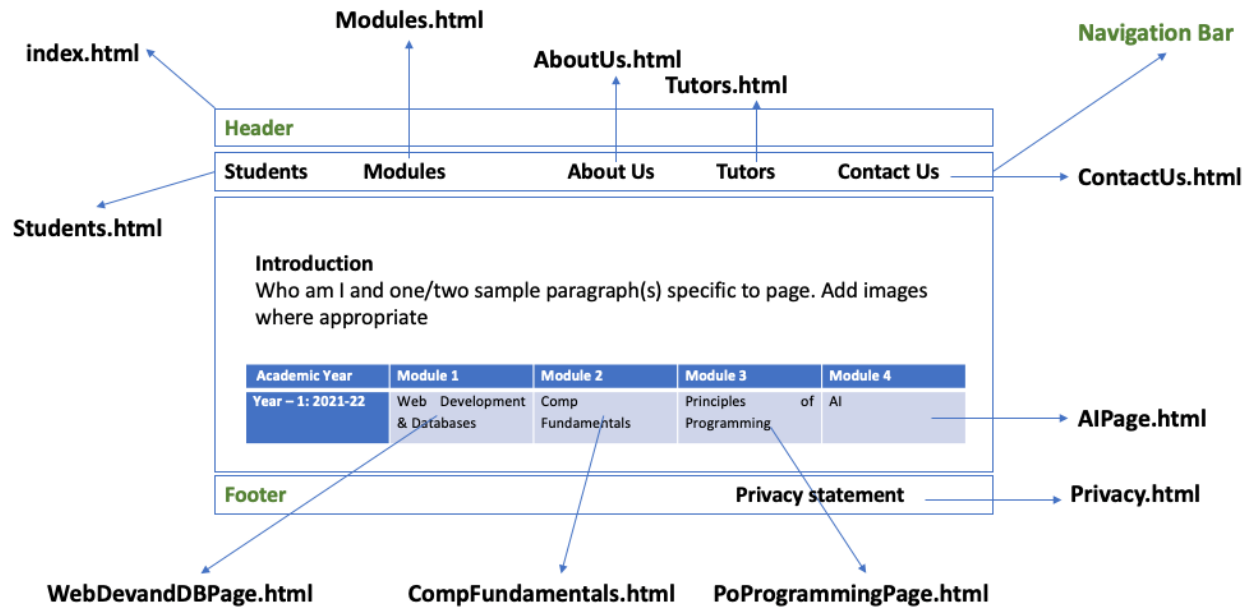 Modules.html
Navigation Bar
index.html
AboutUs.html
Tutors.html
Header
Students Modules About Us Tutors Contact Us
ContactUs.html
Students.html
Introduction
Who am I and one/two sample paragraph(s) specific to page. Add images
where appropriate
Academic Year Module 1 Module 2 Module 3 Module 4
Year – 1: 2021-22 Web Development Comp Principles of AI
& Databases Fundamentals Programming
AIPage.html
Footer Privacy statement
Privacy.html
WebDevandDBPage.html CompFundamentals.html PoProgrammingPage.html